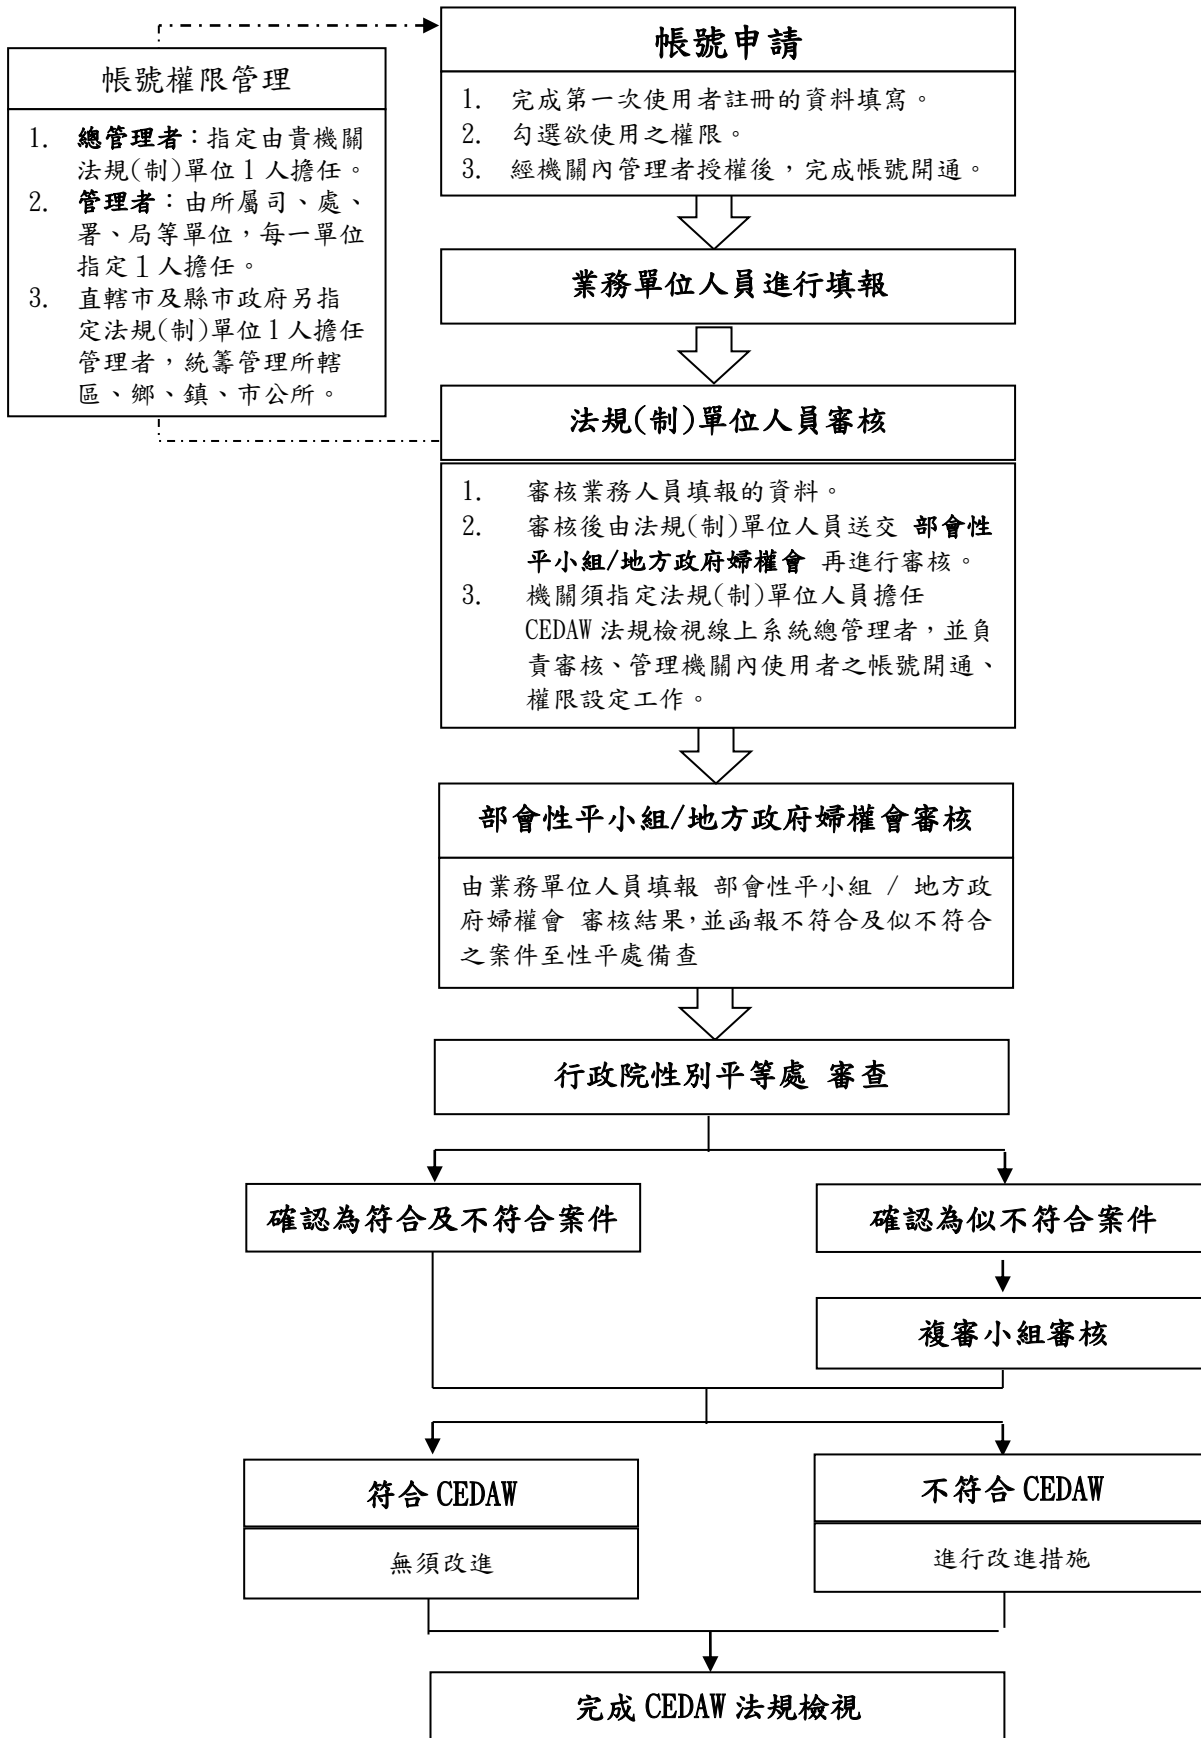 帳號申請
1. 完成第一次使用者註冊的資料填寫。
2. 勾選欲使用之權限。
3. 經機關內管理者授權後，完成帳號開通。
帳號權限管理
1. 總管理者：指定由貴機關
法規(制)單位1人擔任。
2. 管理者：由所屬司、處、
署、局等單位，每一單位
指定1人擔任。
3. 直轄市及縣市政府另指
定法規(制)單位1人擔任
管理者，統籌管理所轄
區、鄉、鎮、市公所。
業務單位人員進行填報
法規(制)單位人員審核
1. 審核業務人員填報的資料。
2. 審核後由法規(制)單位人員送交 部會性
平小組/地方政府婦權會 再進行審核。
3. 機關須指定法規(制)單位人員擔任
CEDAW 法規檢視線上系統總管理者，並負
責審核、管理機關內使用者之帳號開通、
權限設定工作。
部會性平小組/地方政府婦權會審核
由業務單位人員填報 部會性平小組 / 地方政
府婦權會 審核結果，並函報不符合及似不符合
之案件至性平處備查
行政院性別平等處 審查
確認為符合及不符合案件
確認為似不符合案件
複審小組審核
符合 CEDAW
無須改進
不符合 CEDAW
進行改進措施
完成 CEDAW 法規檢視